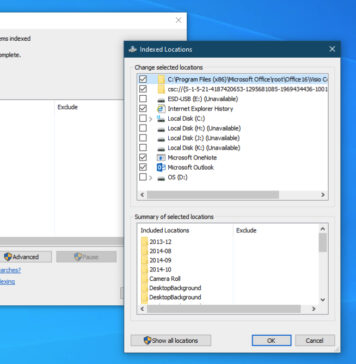 ems indexed
omplete.
Exclude
Advanced
Pause
arches?
dexing
Indexed Locations
Change selected locations
C:\Program Files (x86)\Microsoft Office\root\Office16\Visio C
csc://{S-1-5-21-4187420653-1295681085-1969434436-1001
ESD-USB (E:) (Unavailable)
Internet Explorer History
Local Disk (C:)
Local Disk (H:) (Unavailable)
Local Disk (J:) (Unavailable)
Local Disk (K:) (Unavailable)
Microsoft OneNote
Microsoft Outlook
OS (D:)
Summary of selected locations
Included Locations Exclude
2013-12
2014-08
2014-09
2014-10
Camera Roll
DesktopBackground
DesktopBackground
Show all locations
OK
Cancel